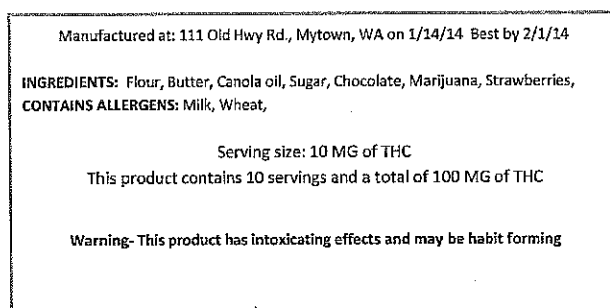 Manufactured at: 111 Old Hwy Rd., Mytown, WA on 1/14/14 Best by 2/1/14
INGREDIENTS: Flour, Butter, Canola oil, Sugar, Chocolate, Marijuana, Strawberries,
CONTAINS ALLERGENS: Milk, Wheat,
Serving size: 10 MG of THC
This product contains 10 servings and a total of 100 MG of THC
Warning- This product has intoxicating effects and may be habit forming